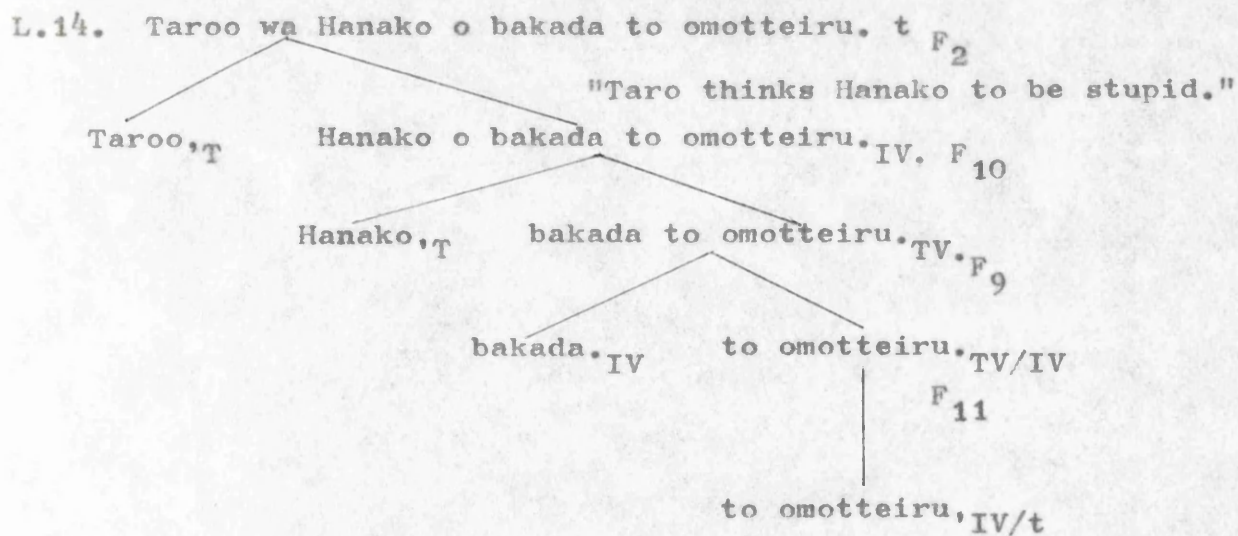 L.14. Taroo wa Hanako o bakada to omotteiru. t F2
"Taro thinks Hanako to be stupid."
Taroo,T Hanako o bakada to omotteiru.IV. F10
Hanako,T bakada to omotteiru.TV.F9
bakada.IV to omotteiru.TV/IV
F11
to omotteiru,IV/t